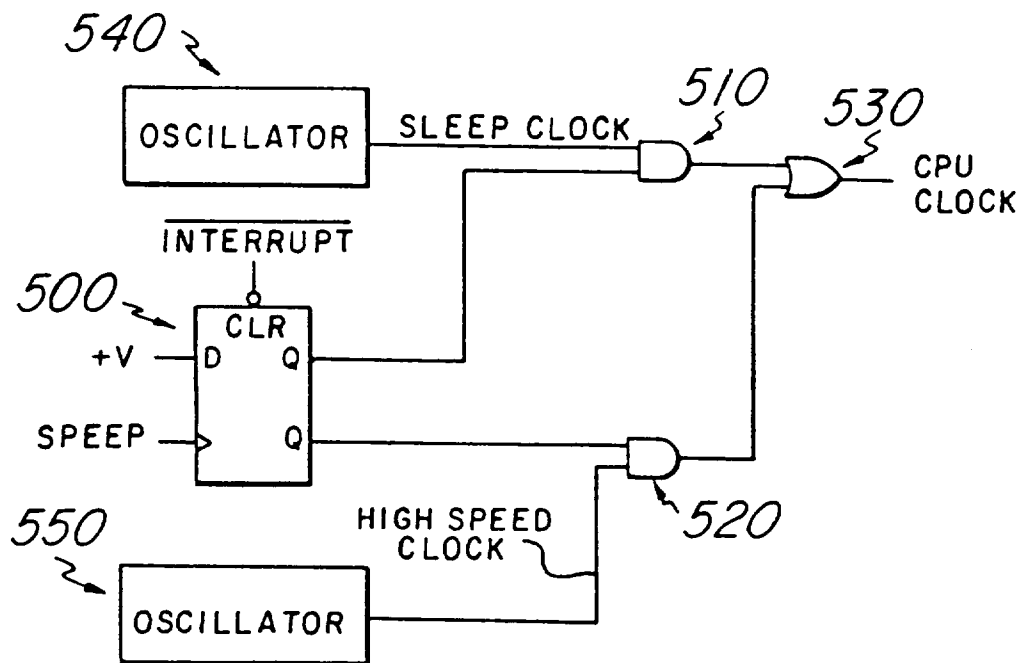 540
OSCILLATOR
SLEEP CLOCK
510
530
CPU
CLOCK
INTERRUPT
500
CLR
+V
D
Q
SPEEP
Q
520
HIGH SPEED
CLOCK
550
OSCILLATOR